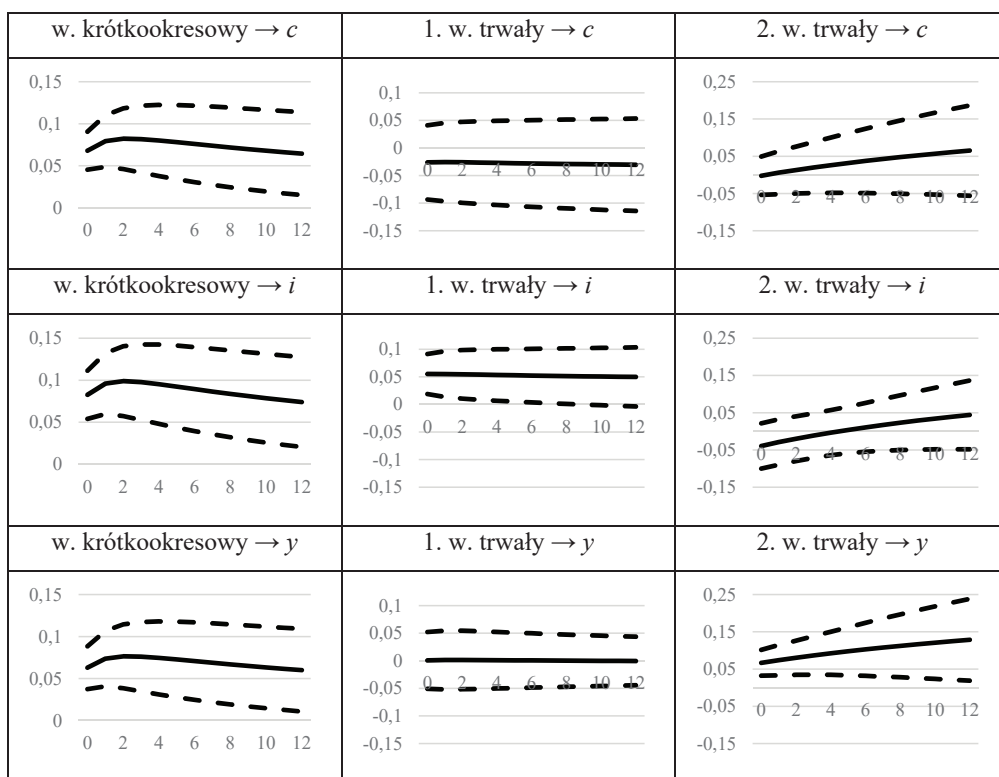 w. krótkookresowy → c
1. w. trwały → c
2. w. trwały → c
0,15
0,1
0,05
0
0 2 4 6 8 10 12
0,1
0,05
0
-0,05
-0,1
-0,15
0 2 4 6 8 10 12
0,25
0,15
0,05
-0,05
-0,15
0 2 4 6 8 10 12
w. krótkookresowy → i
1. w. trwały → i
2. w. trwały → i
0,15
0,1
0,05
0
0 2 4 6 8 10 12
0,1
0,05
0
-0,05
-0,1
-0,15
0 2 4 6 8 10 12
0,25
0,15
0,05
-0,05
-0,15
0 2 4 6 8 10 12
w. krótkookresowy → y
1. w. trwały → y
2. w. trwały → y
0,15
0,1
0,05
0
0 2 4 6 8 10 12
0,1
0,05
0
-0,05
-0,1
-0,15
0 2 4 6 8 10 12
0,25
0,15
0,05
-0,05
-0,15
0 2 4 6 8 10 12